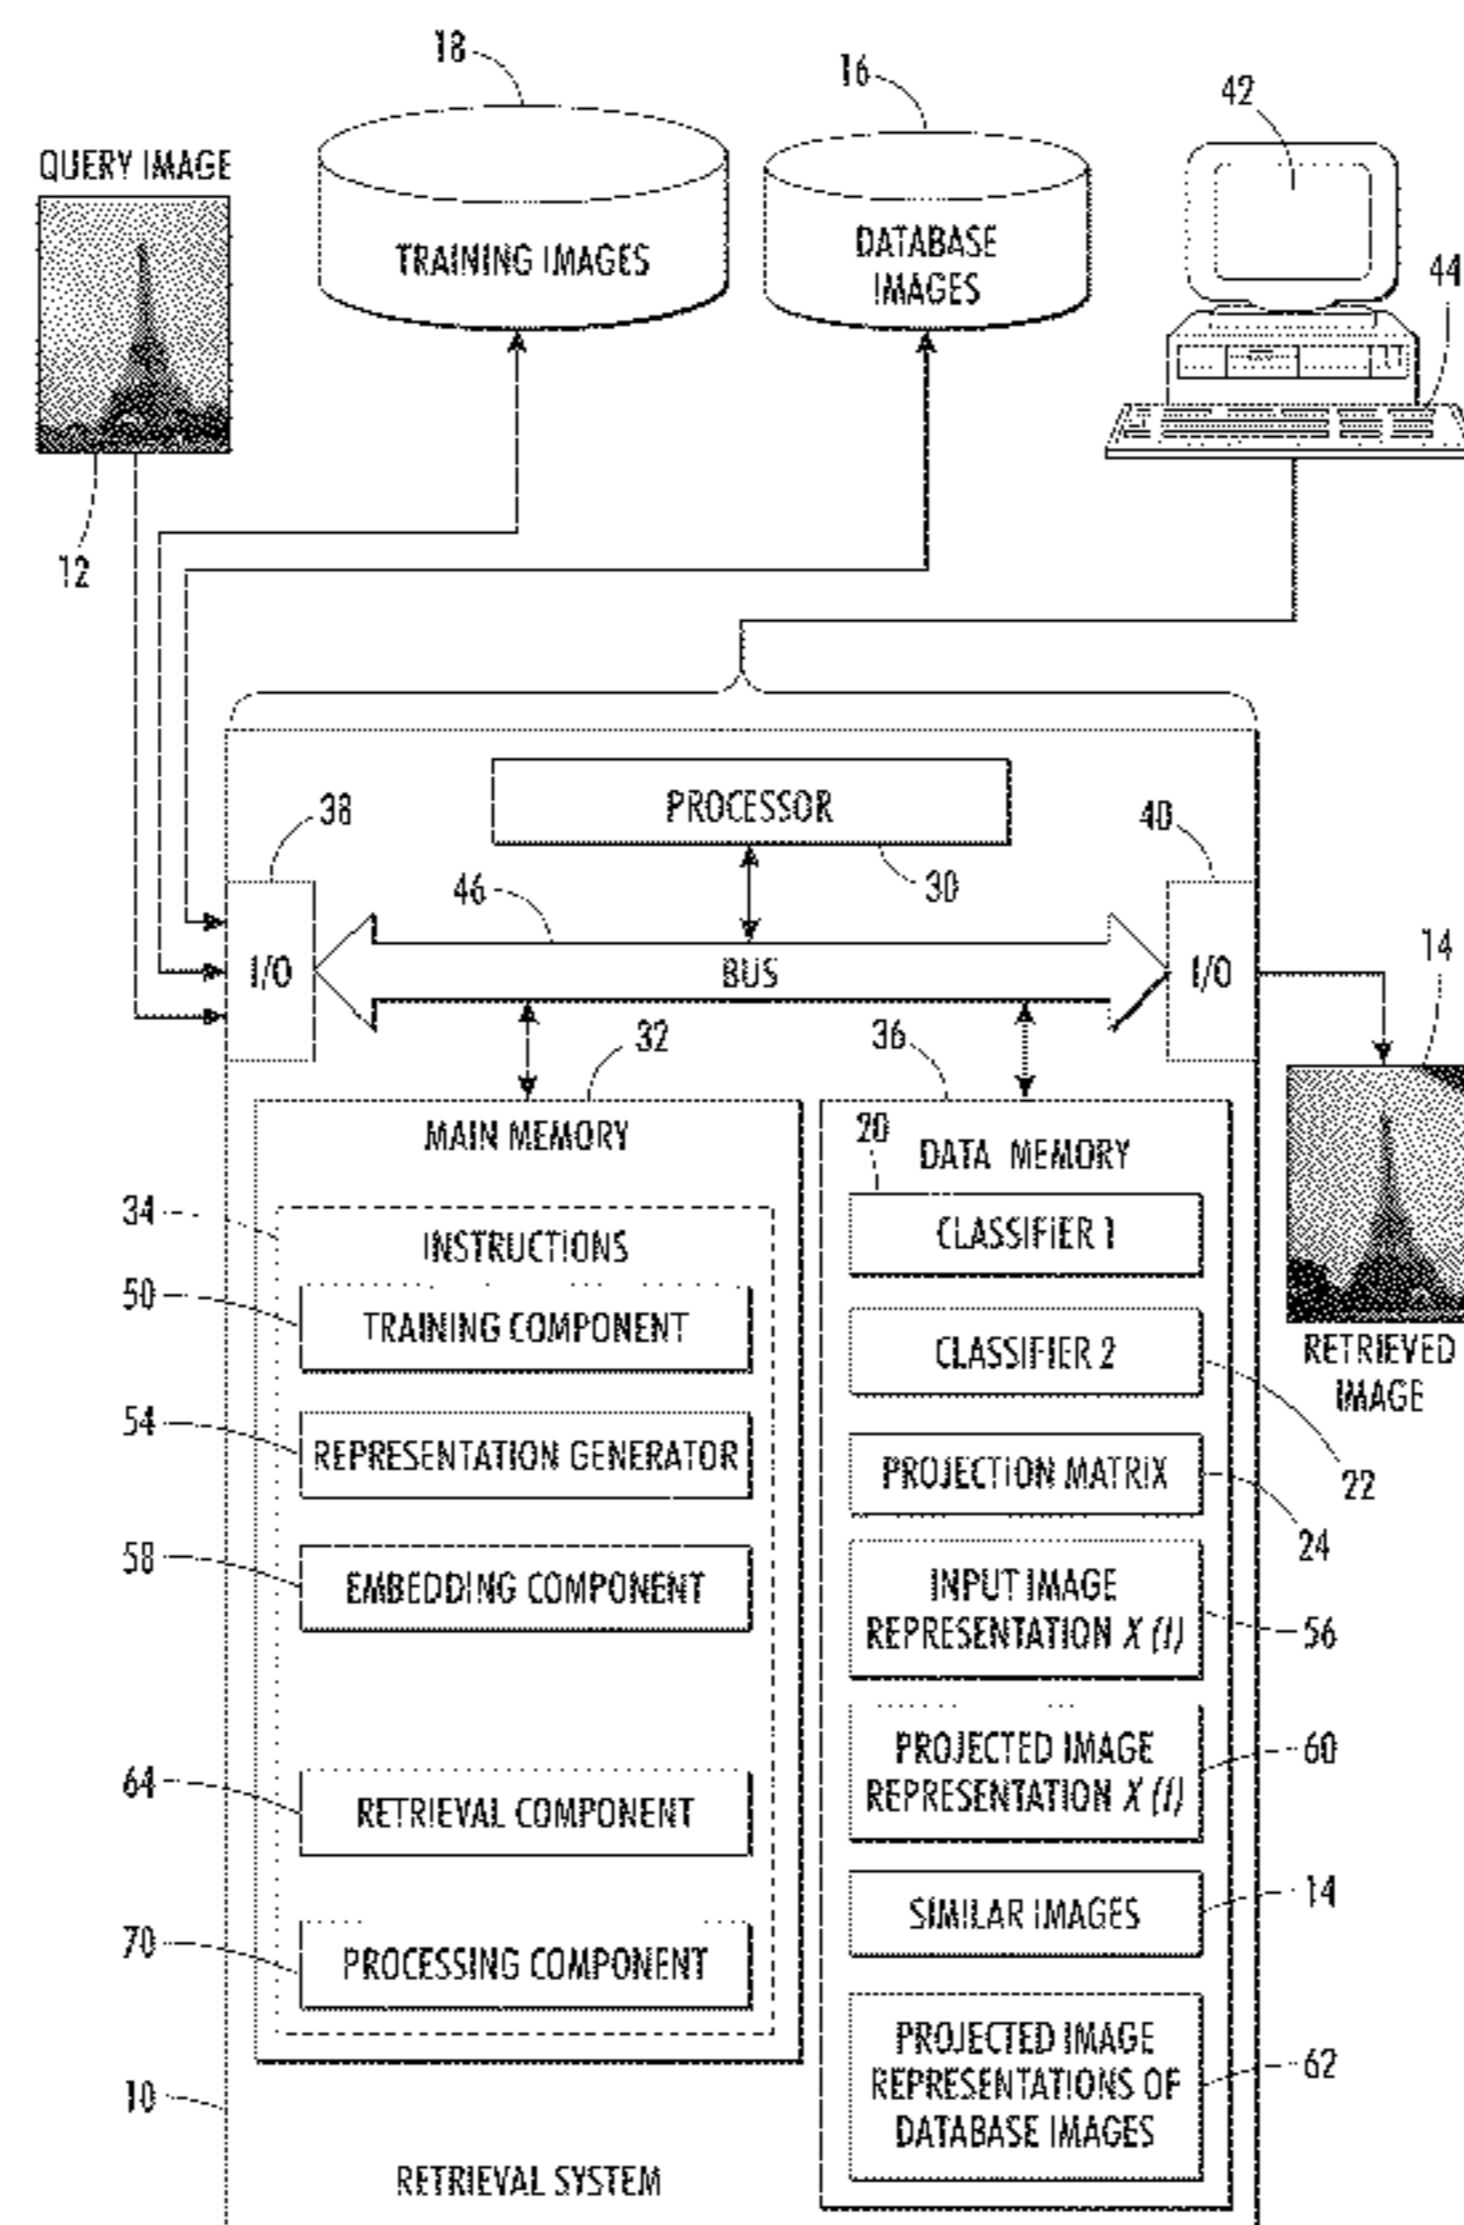 18
16
42
QUERY IMAGE
TRAINING IMAGES
DATABASE
IMAGES
44
12
PROCESSOR
38
40
46
30
I/O
BUS
I/O
14
32
36
MAIN MEMORY
20
DATA MEMORY
34
INSTRUCTIONS
CLASSIFIER 1
50
TRAINING COMPONENT
CLASSIFIER 2
RETRIEVED
IMAGE
54
REPRESENTATION GENERATOR
PROJECTION MATRIX
22
24
58
EMBEDDING COMPONENT
INPUT IMAGE
REPRESENTATION X (I)
56
PROJECTED IMAGE
REPRESENTATION X (I)
60
64
RETRIEVAL COMPONENT
SIMILAR IMAGES
14
70
PROCESSING COMPONENT
PROJECTED IMAGE
REPRESENTATIONS OF
DATABASE IMAGES
62
10
RETRIEVAL SYSTEM